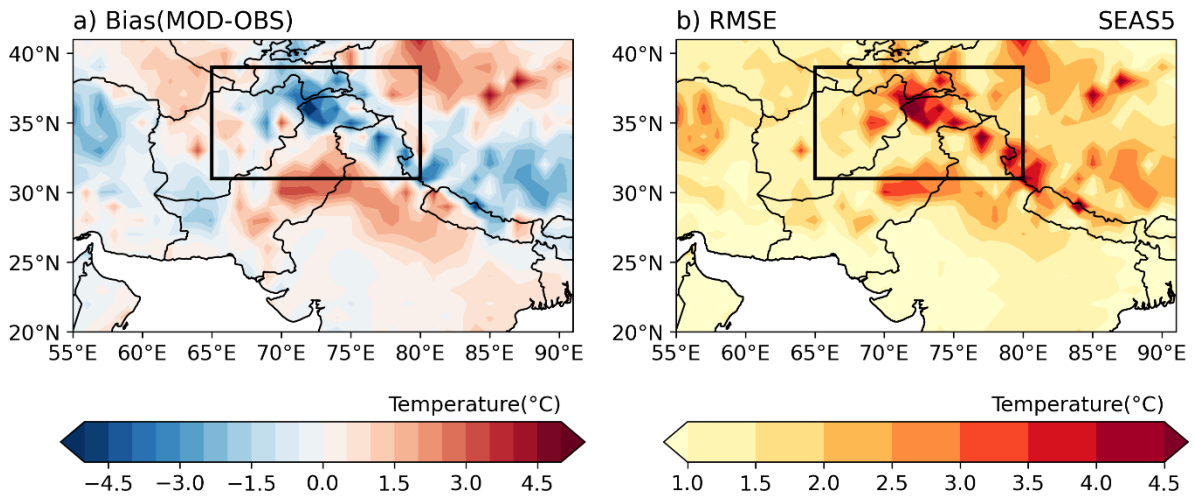 a) Bias(MOD-OBS)
b) RMSE
SEAS5
40°N
35°N
30°N
25°N
20°N
55°E 60°E 65°E 70°E 75°E 80°E 85°E 90°E
40°N
35°N
30°N
25°N
20°N
55°E 60°E 65°E 70°E 75°E 80°E 85°E 90°E
Temperature(°C)
−4.5 −3.0 −1.5 0.0 1.5 3.0 4.5
Temperature(°C)
1.0 1.5 2.0 2.5 3.0 3.5 4.0 4.5